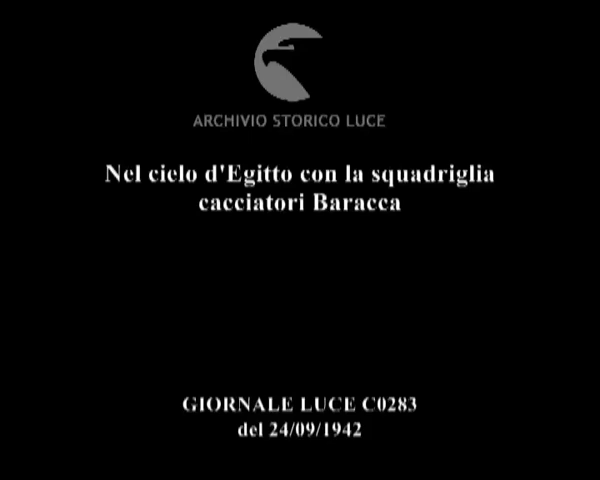 ARCHIVIO STORICO LUCE
Nel cielo d'Egitto con la squadriglia
cacciatori Baracca
GIORNALE LUCE C0283
del 24/09/1942